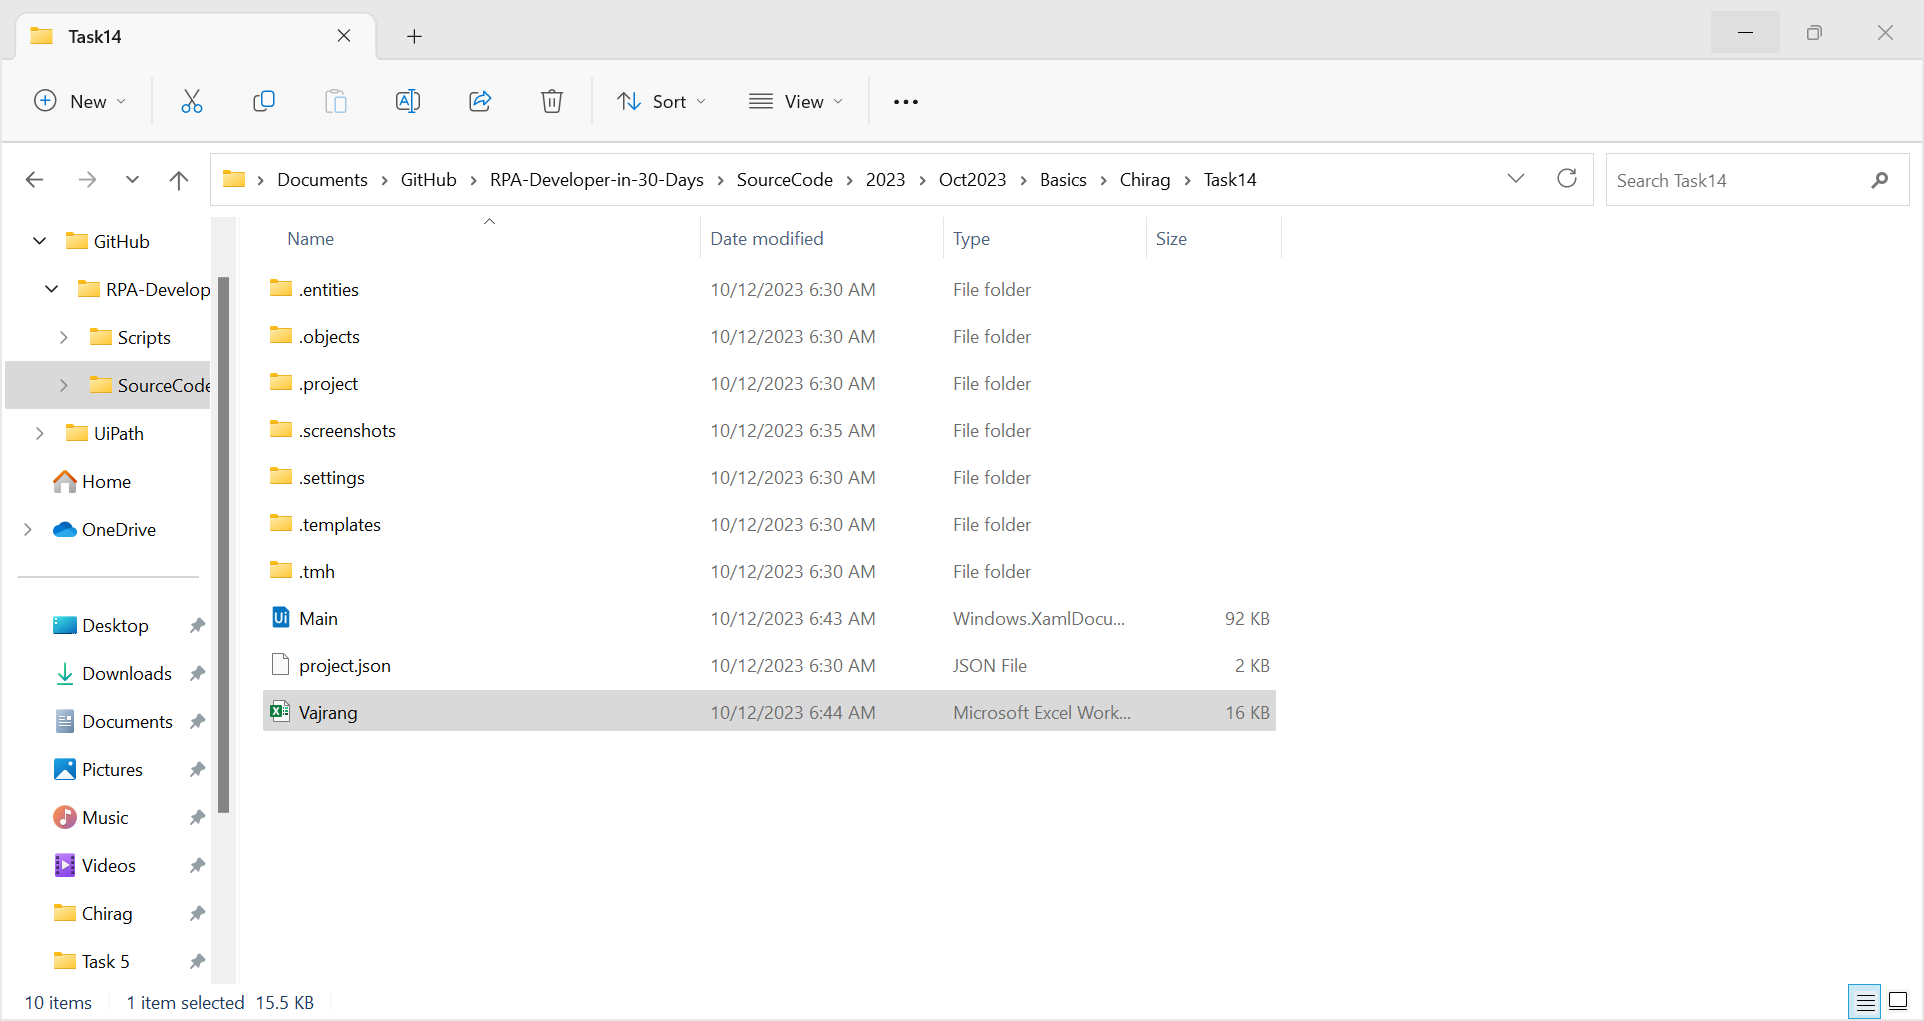 Task14
New
Sort
View
Documents > GitHub > RPA-Developer-in-30-Days > SourceCode > 2023 > Oct2023 > Basics > Chirag > Task14
Search Task14
GitHub
RPA-Develop
Scripts
SourceCode
UiPath
Home
OneDrive
Desktop
Downloads
Documents
Pictures
Music
Videos
Chirag
Task 5
Name Date modified Type Size
.entities 10/12/2023 6:30 AM File folder
.objects 10/12/2023 6:30 AM File folder
.project 10/12/2023 6:30 AM File folder
.screenshots 10/12/2023 6:35 AM File folder
.settings 10/12/2023 6:30 AM File folder
.templates 10/12/2023 6:30 AM File folder
.tmh 10/12/2023 6:30 AM File folder
Ui Main 10/12/2023 6:43 AM Windows.XamlDocu... 92 KB
project.json 10/12/2023 6:30 AM JSON File 2 KB
Vajrang 10/12/2023 6:44 AM Microsoft Excel Work... 16 KB
10 items 1 item selected 15.5 KB